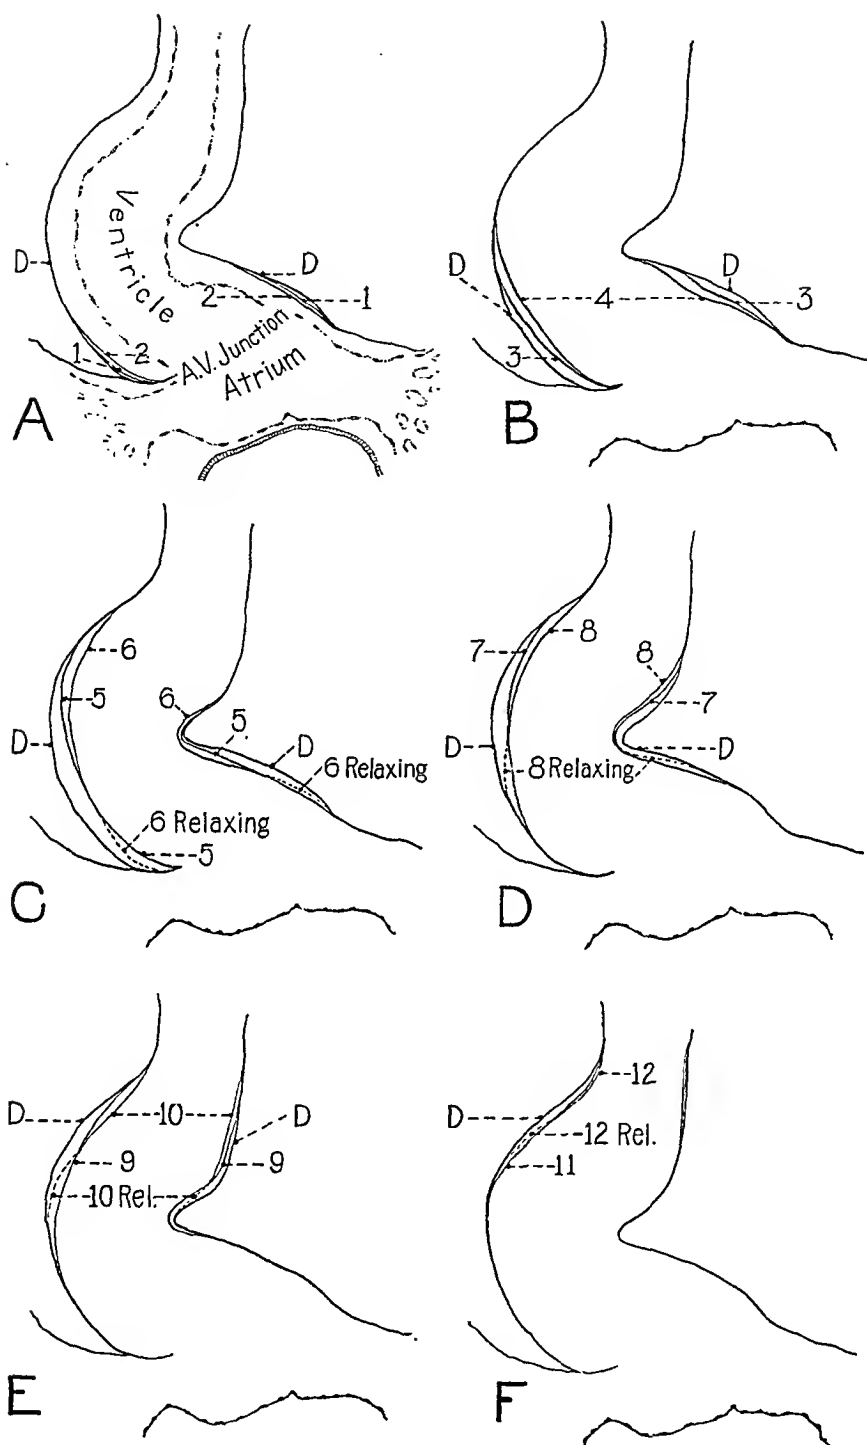 Ventricle
D
D
2
1
1
2
A.V. Junction
Atrium
A
D
D
4
3
3
B
6
6
5
5
D
D
6 Relaxing
6 Relaxing
5
C
7
8
8
7
D
D
8 Relaxing
D
D
10
D
9
9
10 Rel.
E
12
D
12 Rel.
11
F